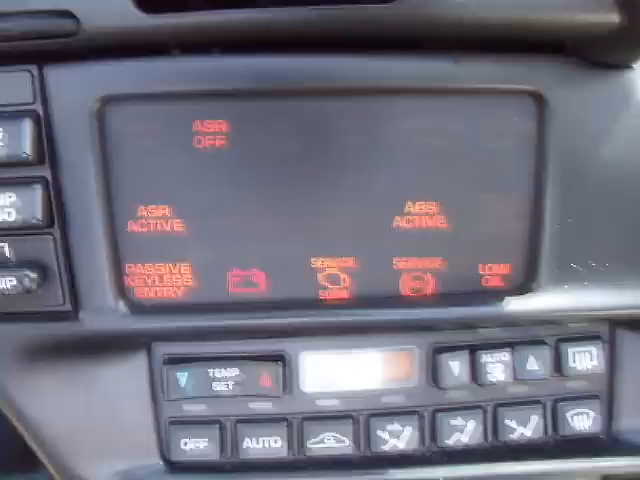 ASR
OFF
ASR
ACTIVE
ABS
ACTIVE
PASSIVE
KEYLESS
ENTRY
SERVICE
SOON
SERVICE
LOW
OIL
TEMP
SET
AUTO
OFF
AUTO